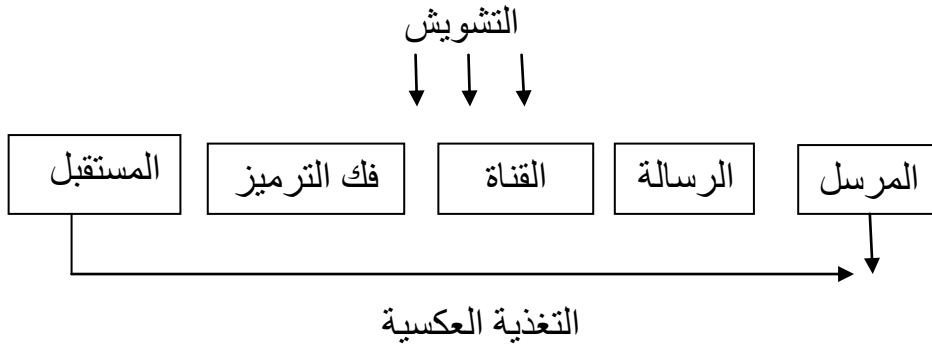 التشويش
المرسل
الرسالة
القناة
فك الترميز
المستقبل
التغذية العكسية